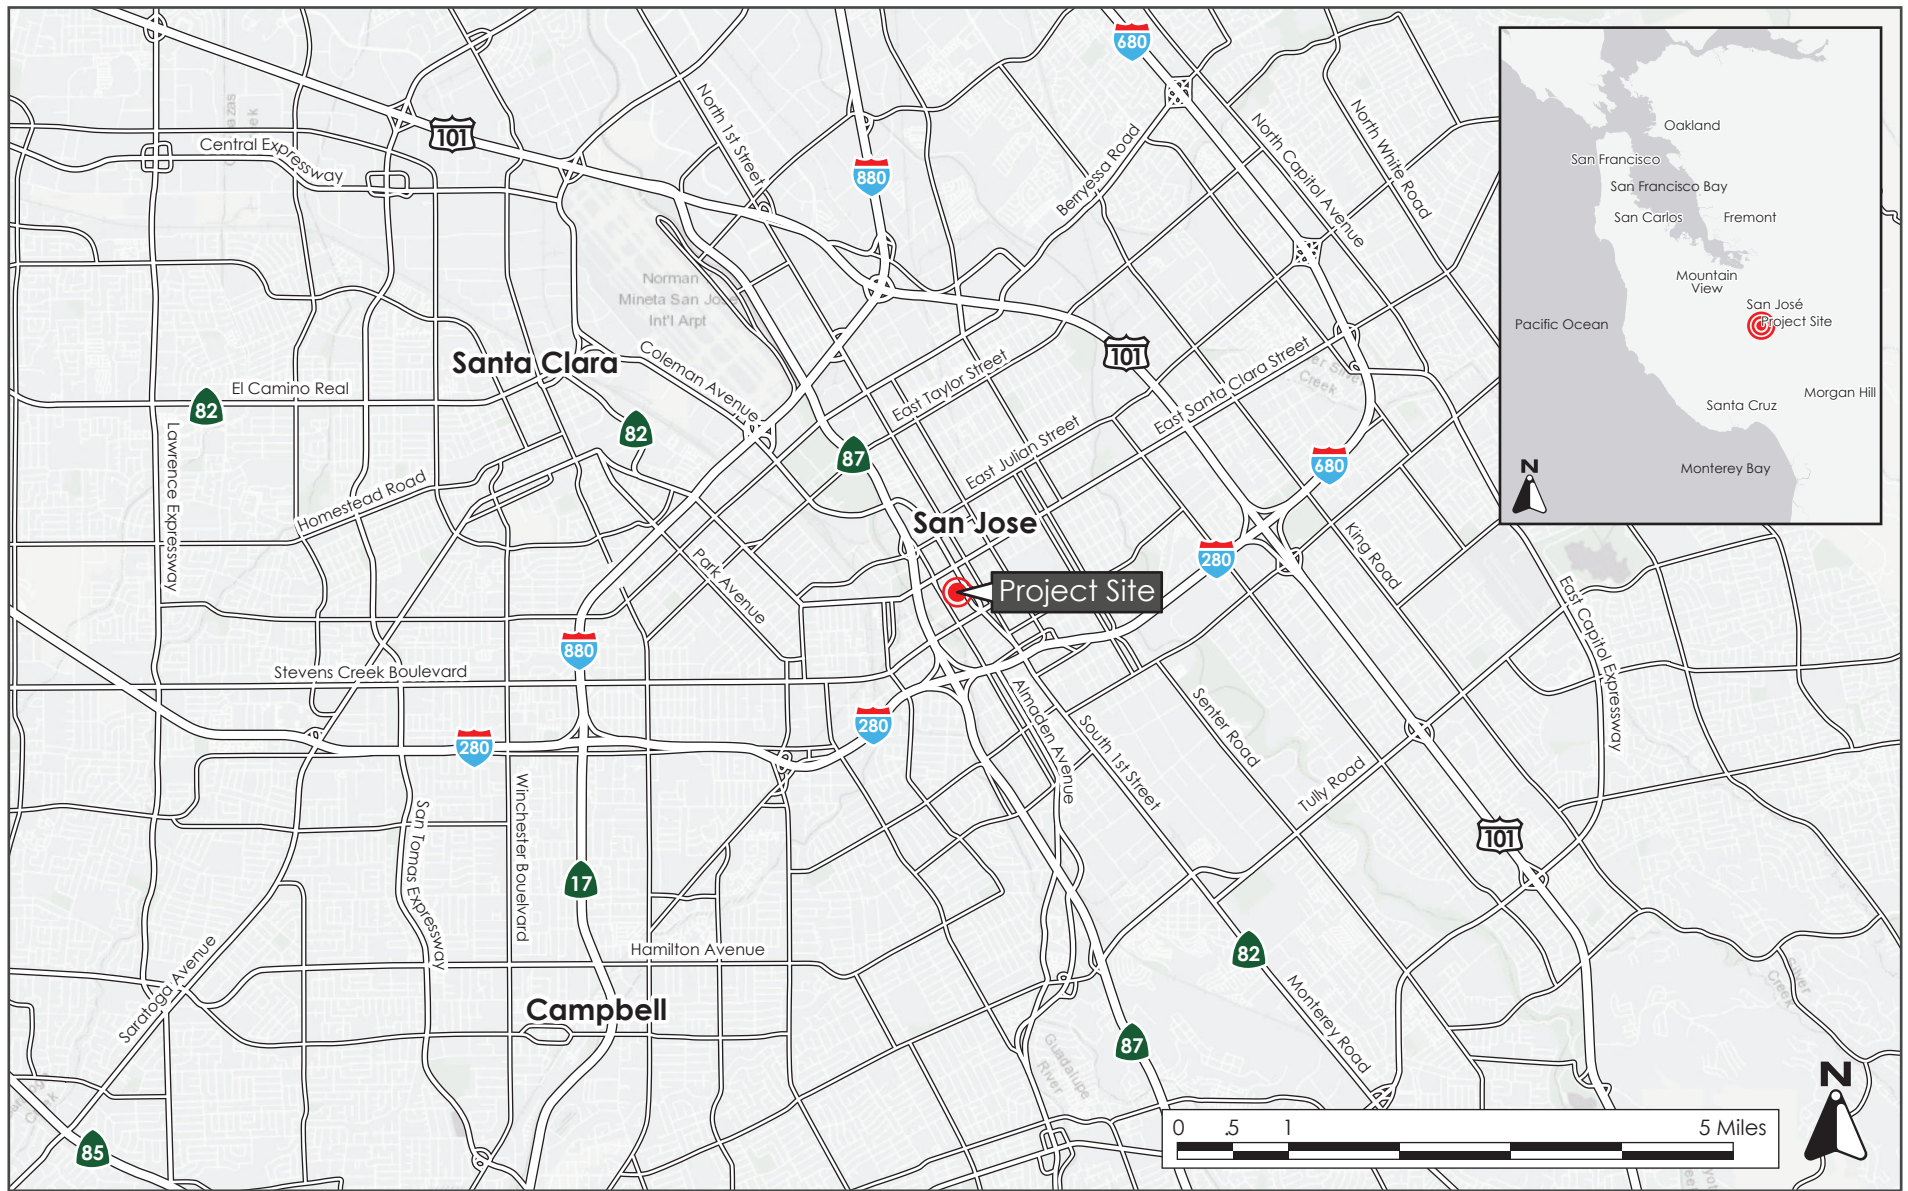 680
101
880
Central Expressway
North 1st Street
Berryessa Road
North Capitol Avenue
North White Road
Norman
Mineta San Jose
Int'l Arpt
Santa Clara
Coleman Avenue
El Camino Real
82
82
87
East Taylor Street
East Julian Street
East Santa Clara Street
101
Creek
680
Lawrence Expressway
Homestead Road
San Jose
Park Avenue
280
King Road
Project Site
East Capitol Expressway
880
Stevens Creek Boulevard
280
280
Almaden Avenue
South 1st Street
Senter Road
Tully Road
Winchester Bouelvard
San Tomas Expressway
17
101
Saratoga Avenue
Hamilton Avenue
Campbell
82
Monterey Road
87
Guadalupe
River
Silver
Creek
Creek
85
Oakland
San Francisco
San Francisco Bay
San Carlos
Fremont
Mountain
View
San José
Project Site
Pacific Ocean
Morgan Hill
Santa Cruz
Monterey Bay
N
N
0 .5 1 5 Miles